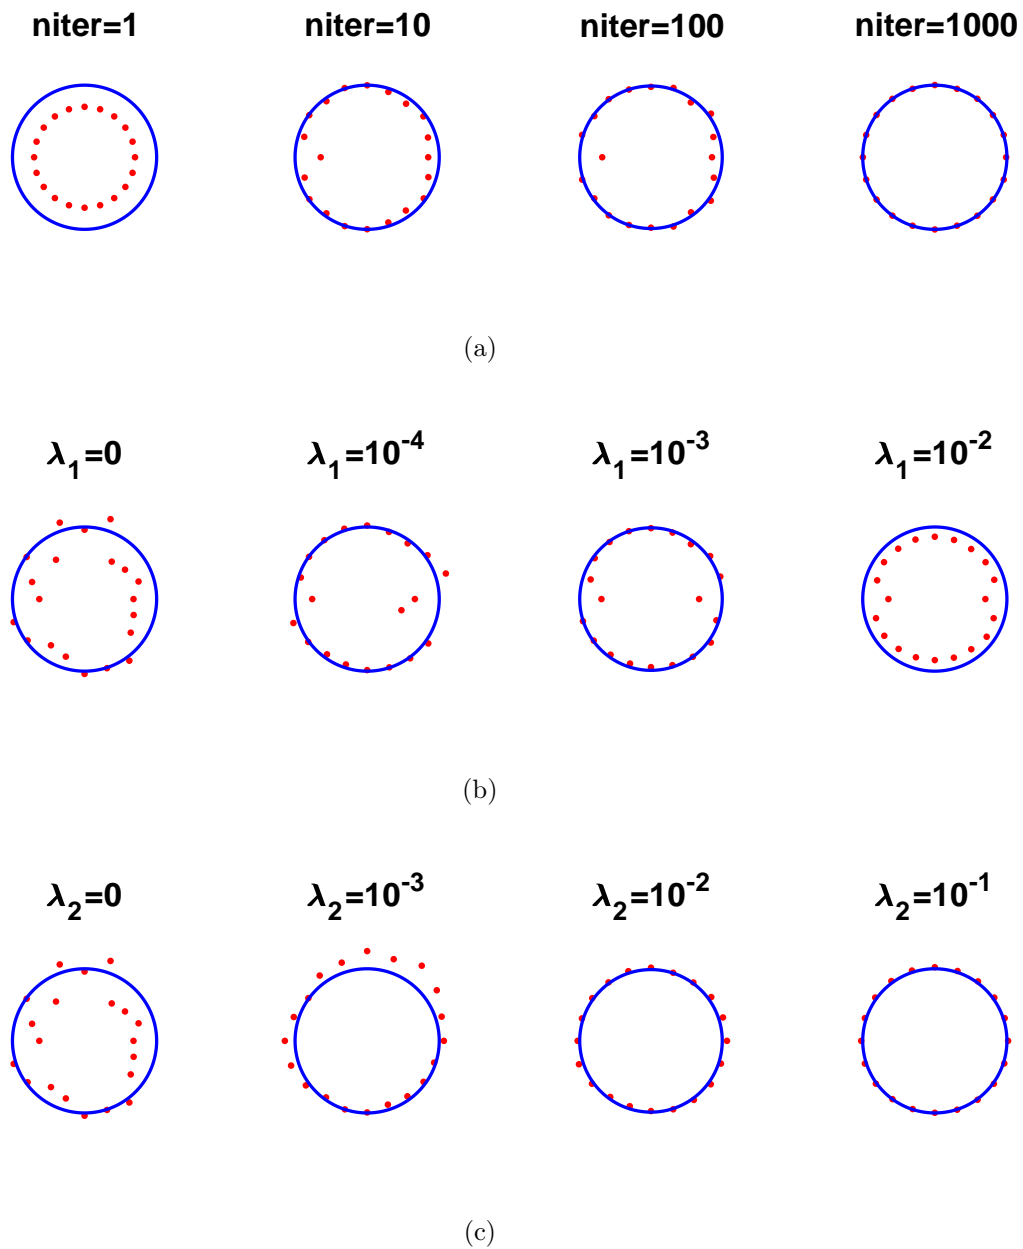 niter=1 niter=10 niter=100 niter=1000
(a)
λ₁=0 λ₁=10⁻⁴ λ₁=10⁻³ λ₁=10⁻²
(b)
λ₂=0 λ₂=10⁻³ λ₂=10⁻² λ₂=10⁻¹
(c)